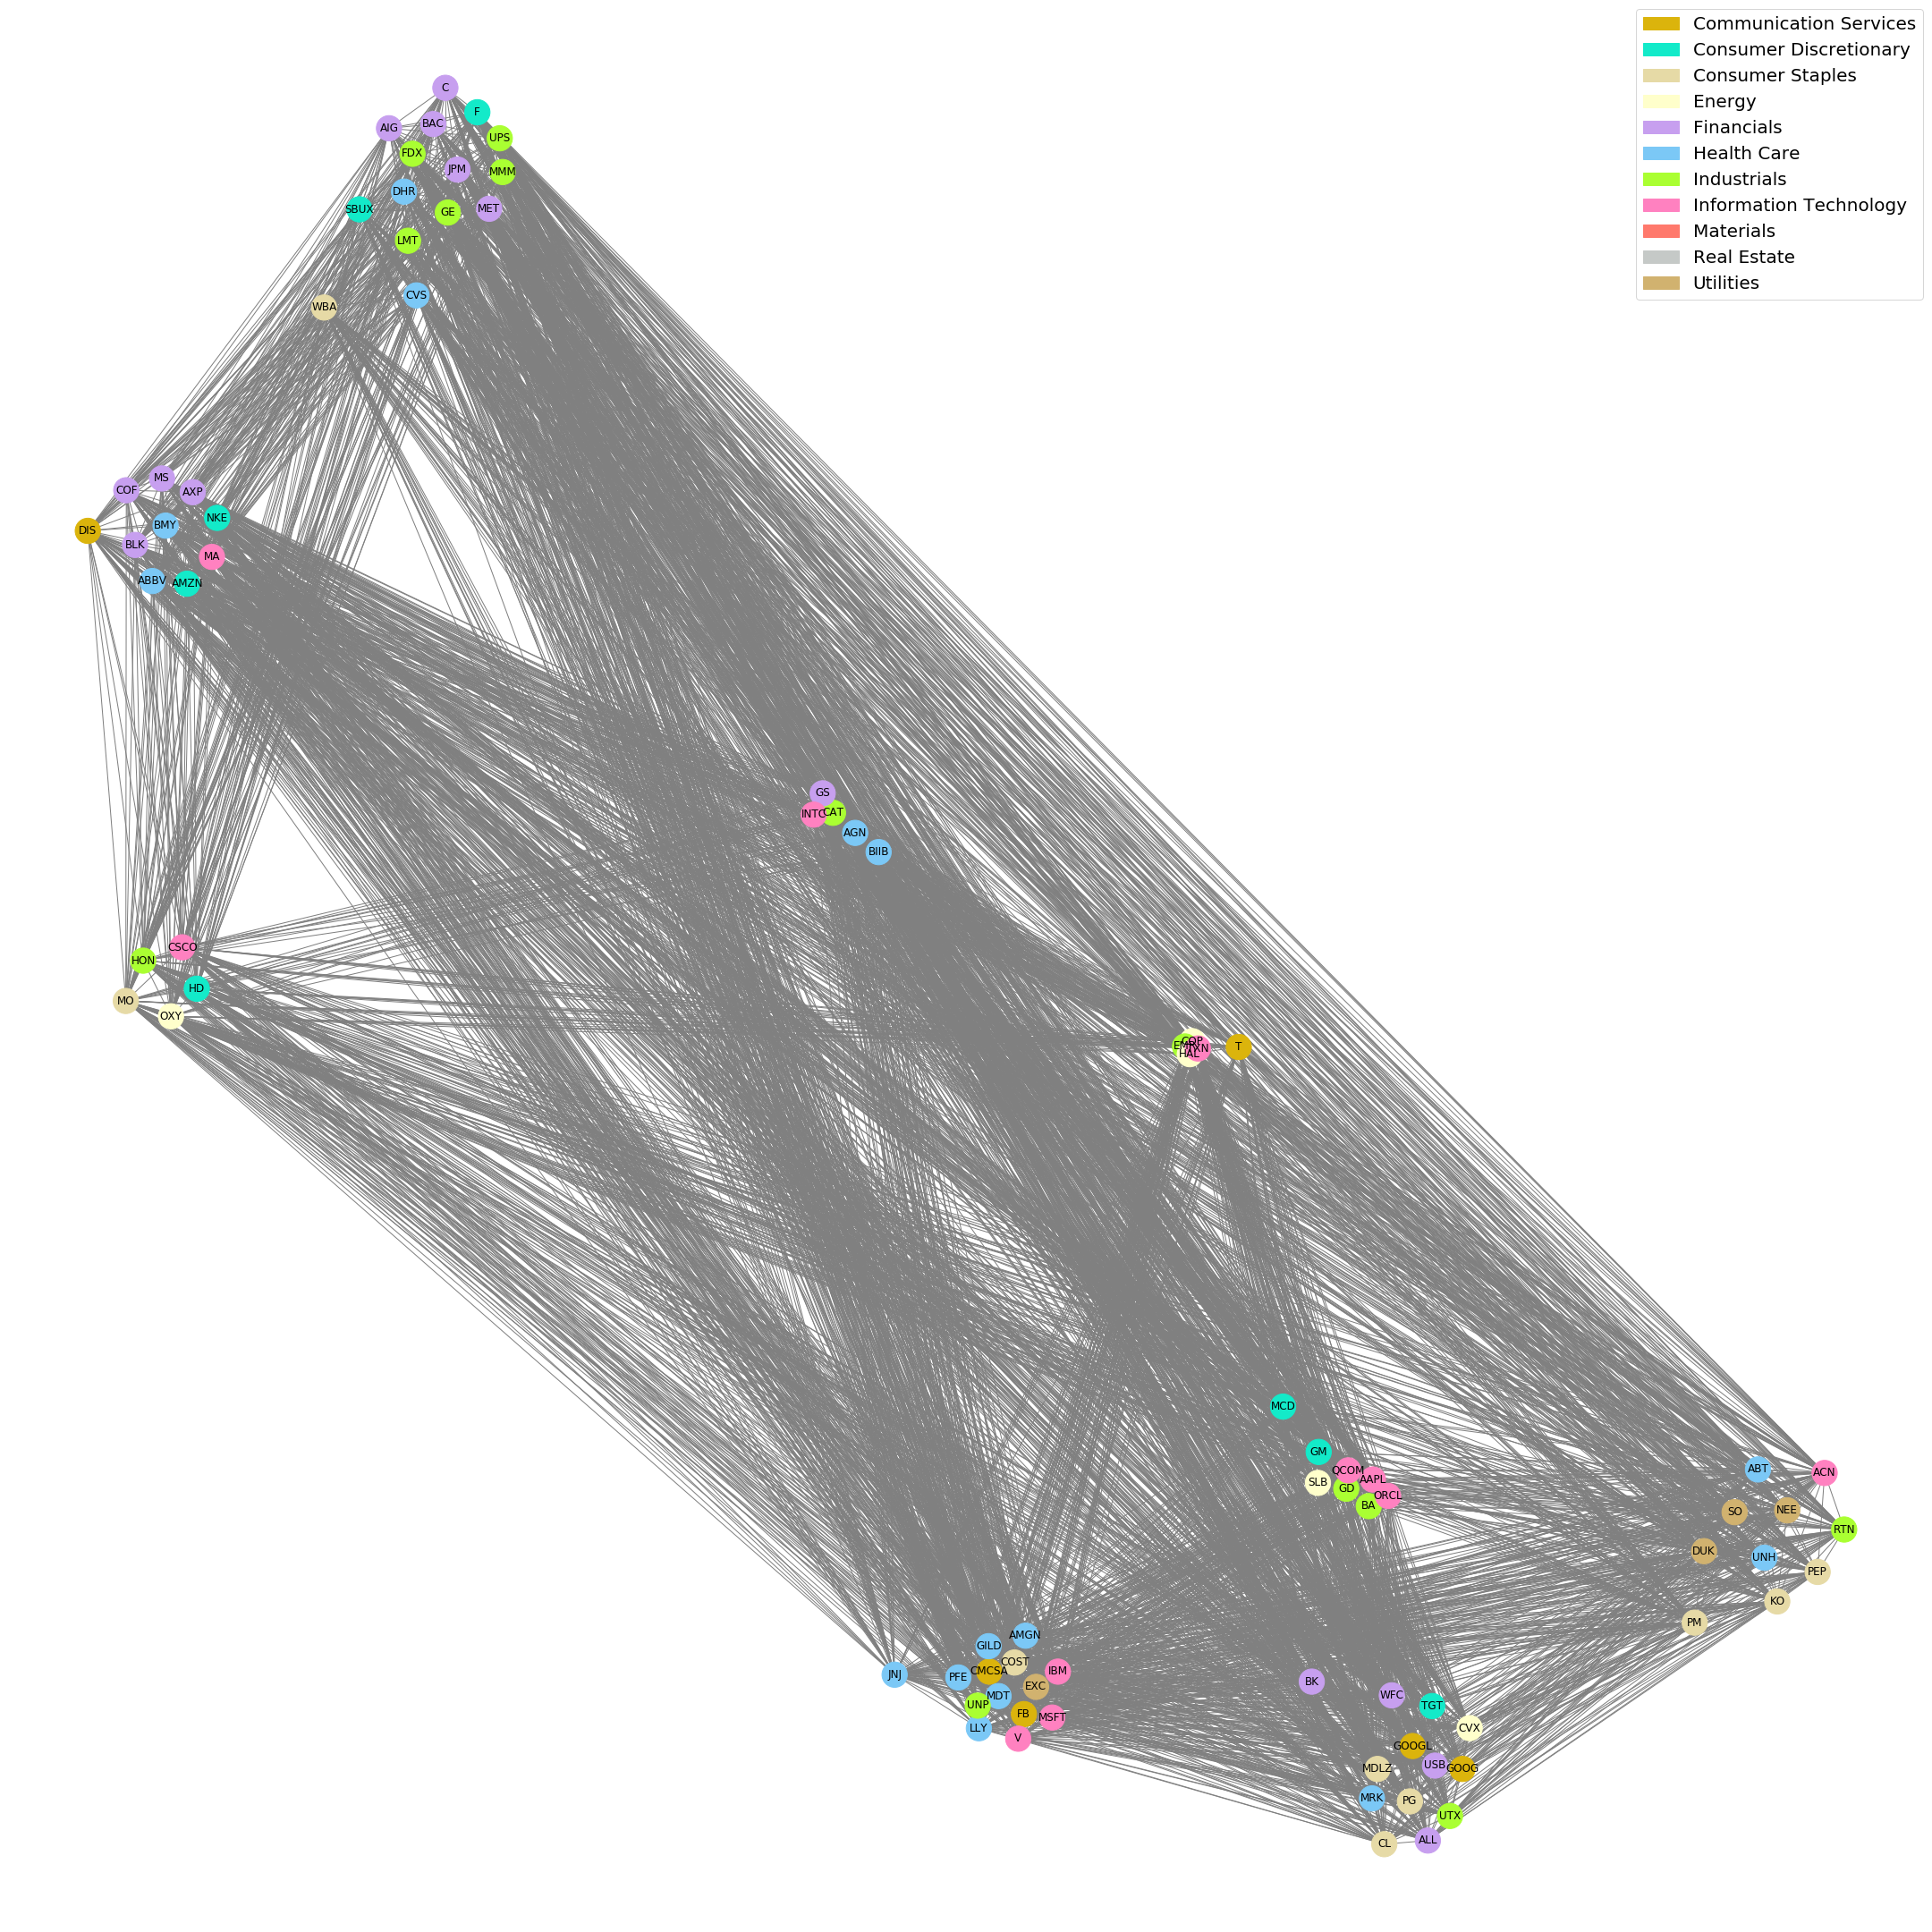 Communication Services
Consumer Discretionary
Consumer Staples
Energy
Financials
Health Care
Industrials
Information Technology
Materials
Real Estate
Utilities
C
F
AIG
BAC
UPS
FDX
JPM
MMM
DHR
SBUX
GE
MET
LMT
CVS
WBA
COF
MS
AXP
DIS
BMY
NKE
BLK
MA
ABBV
AMZN
GS
INTC
CAT
AGN
BIIB
CSCO
HON
HD
MO
OXY
COP
EMR
TXN
HAL
T
MCD
GM
QCOM
AAPL
SLB
GD
ORCL
BA
ABT
ACN
SO
NEE
RTN
DUK
UNH
PEP
KO
PM
AMGN
GILD
COST
JNJ
PFE
CMCSA
IBM
EXC
MDT
UNP
FB
MSFT
LLY
V
BK
WFC
TGT
CVX
GOOGL
MDLZ
USB
GOOG
MRK
PG
UTX
CL
ALL